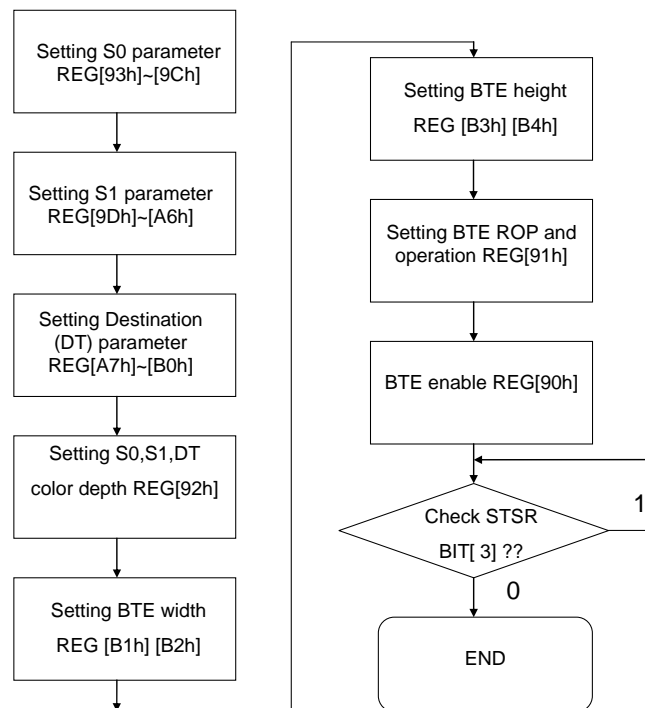 Setting S0 parameter
REG[93h]~[9Ch]
Setting S1 parameter
REG[9Dh]~[A6h]
Setting Destination
(DT) parameter
REG[A7h]~[B0h]
Setting S0,S1,DT
color depth REG[92h]
Setting BTE width
REG [B1h] [B2h]
Setting BTE height
REG [B3h] [B4h]
Setting BTE ROP and
operation REG[91h]
BTE enable REG[90h]
Check STSR
BIT[ 3] ??
1
0
END